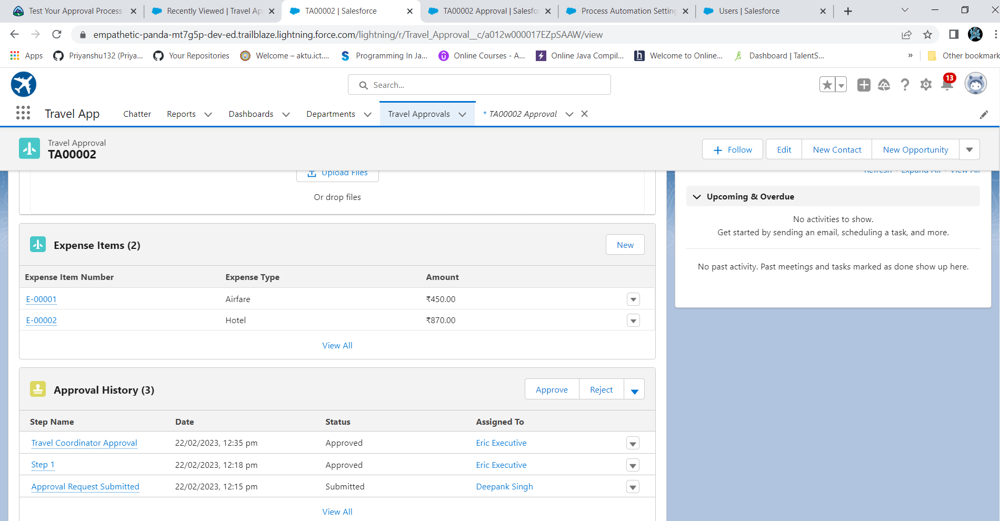 Test Your Approval Process
Recently Viewed | Travel Ap
TA00002 | Salesforce
TA00002 Approval | Salesfor
Process Automation Setting
Users | Salesforce
empathetic-panda-mt7g5p-dev-ed.trailblaze.lightning.force.com/lightning/r/Travel_Approval__c/a012w000017EZpSAAW/view
Apps
Priyanshu132 (Priya...
Your Repositories
Welcome – aktu.ict....
Programming In Ja...
Online Courses - A...
Online Java Compil...
Welcome to Online...
Dashboard | TalentS...
»
Other bookmark
Search...
13
Travel App
Chatter
Reports
Dashboards
Departments
Travel Approvals
* TA00002 Approval
Travel Approval
TA00002
Follow
Edit
New Contact
New Opportunity
Upload Files
Or drop files
Refresh • Expand All • View All
Upcoming & Overdue
No activities to show.
Get started by sending an email, scheduling a task, and more.
No past activity. Past meetings and tasks marked as done show up here.
Expense Items (2)
New
Expense Item Number Expense Type Amount
E-00001 Airfare ₹450.00
E-00002 Hotel ₹870.00
View All
Approval History (3)
Approve
Reject
Step Name Date Status Assigned To
Travel Coordinator Approval 22/02/2023, 12:35 pm Approved Eric Executive
Step 1 22/02/2023, 12:18 pm Approved Eric Executive
Approval Request Submitted 22/02/2023, 12:15 pm Submitted Deepank Singh
View All